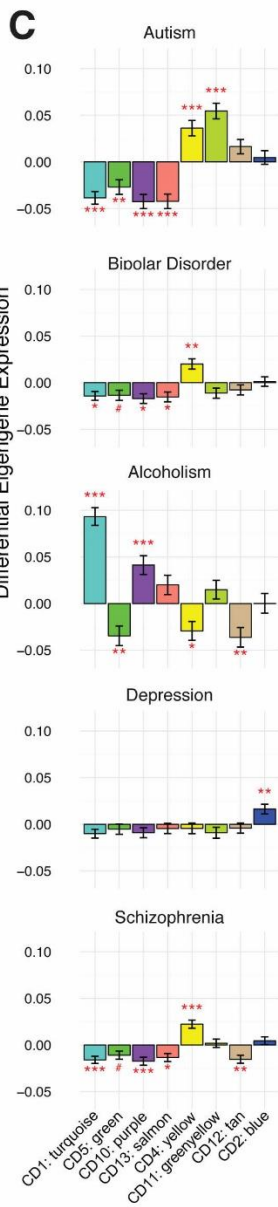 C
Differential Eigengene Expression
Autism
0.10
***
***
0.05
0.00
**
***
***
***
−0.05
Bipolar Disorder
0.10
0.05
**
0.00
*
#
*
*
−0.05
Alcoholism
***
0.10
***
0.05
0.00
*
**
**
−0.05
Depression
0.10
0.05
**
0.00
−0.05
Schizophrenia
0.10
0.05
***
0.00
***
#
***
*
**
−0.05
CD1: turquoise
CD5: green
CD10: purple
CD13: salmon
CD4: yellow
CD11: greenyellow
CD12: tan
CD2: blue